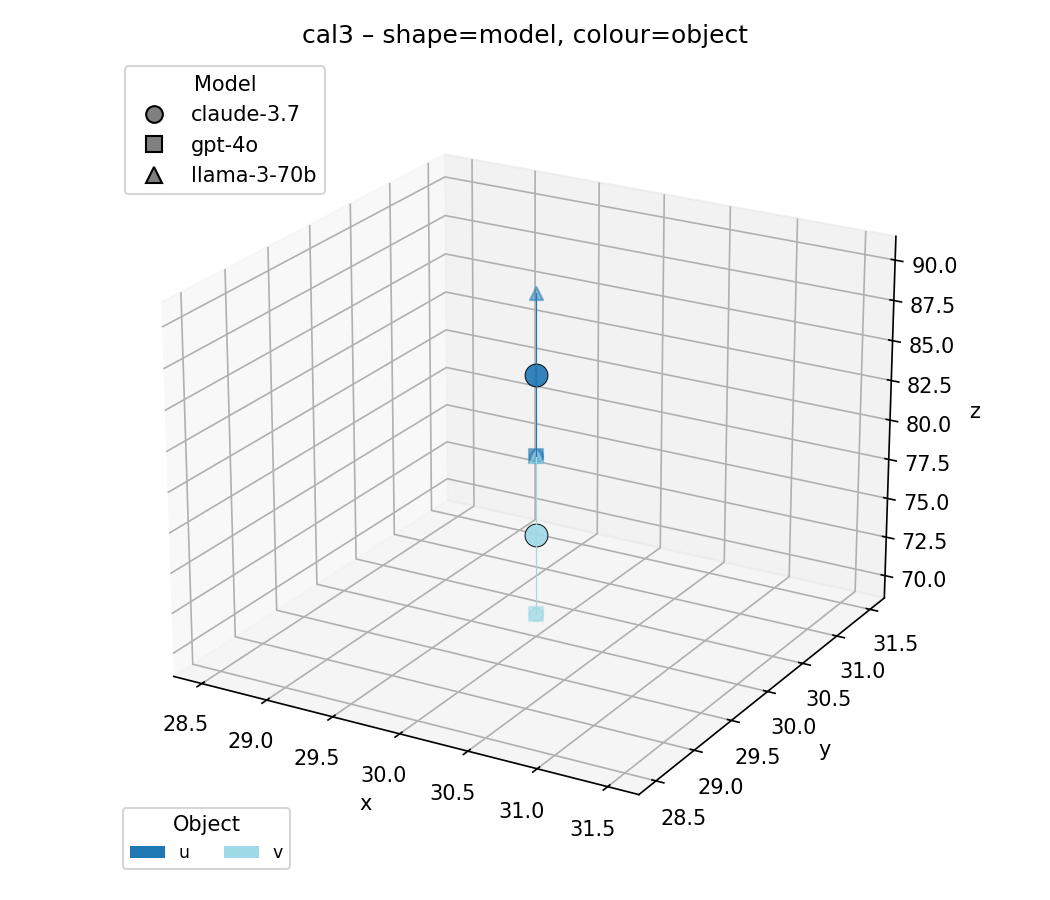 cal3 – shape=model, colour=object
Model
claude-3.7
gpt-4o
llama-3-70b
90.0
87.5
85.0
82.5
80.0
77.5
75.0
72.5
70.0
z
31.5
31.0
30.5
30.0
29.5
29.0
28.5
y
28.5
29.0
29.5
30.0
30.5
31.0
31.5
x
Object
u v